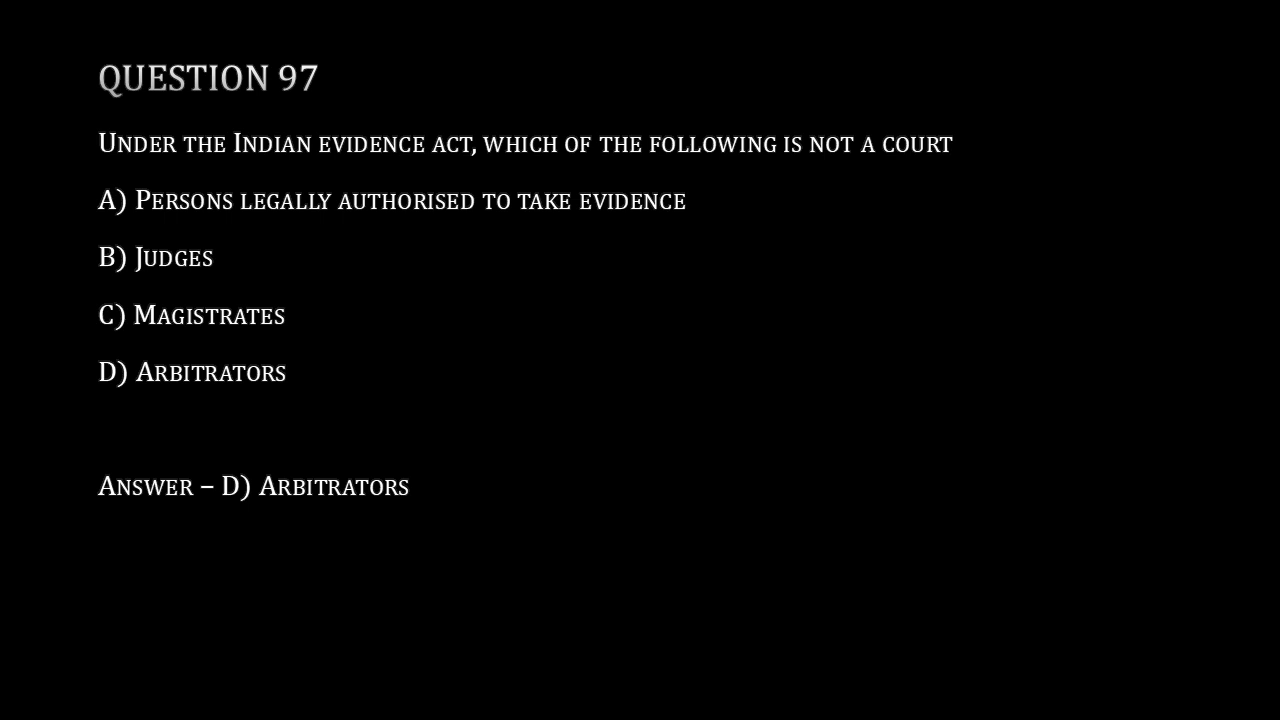 QUESTION 97
UNDER THE INDIAN EVIDENCE ACT, WHICH OF THE FOLLOWING IS NOT A COURT
A) PERSONS LEGALLY AUTHORISED TO TAKE EVIDENCE
B) JUDGES
C) MAGISTRATES
D) ARBITRATORS
ANSWER – D) ARBITRATORS